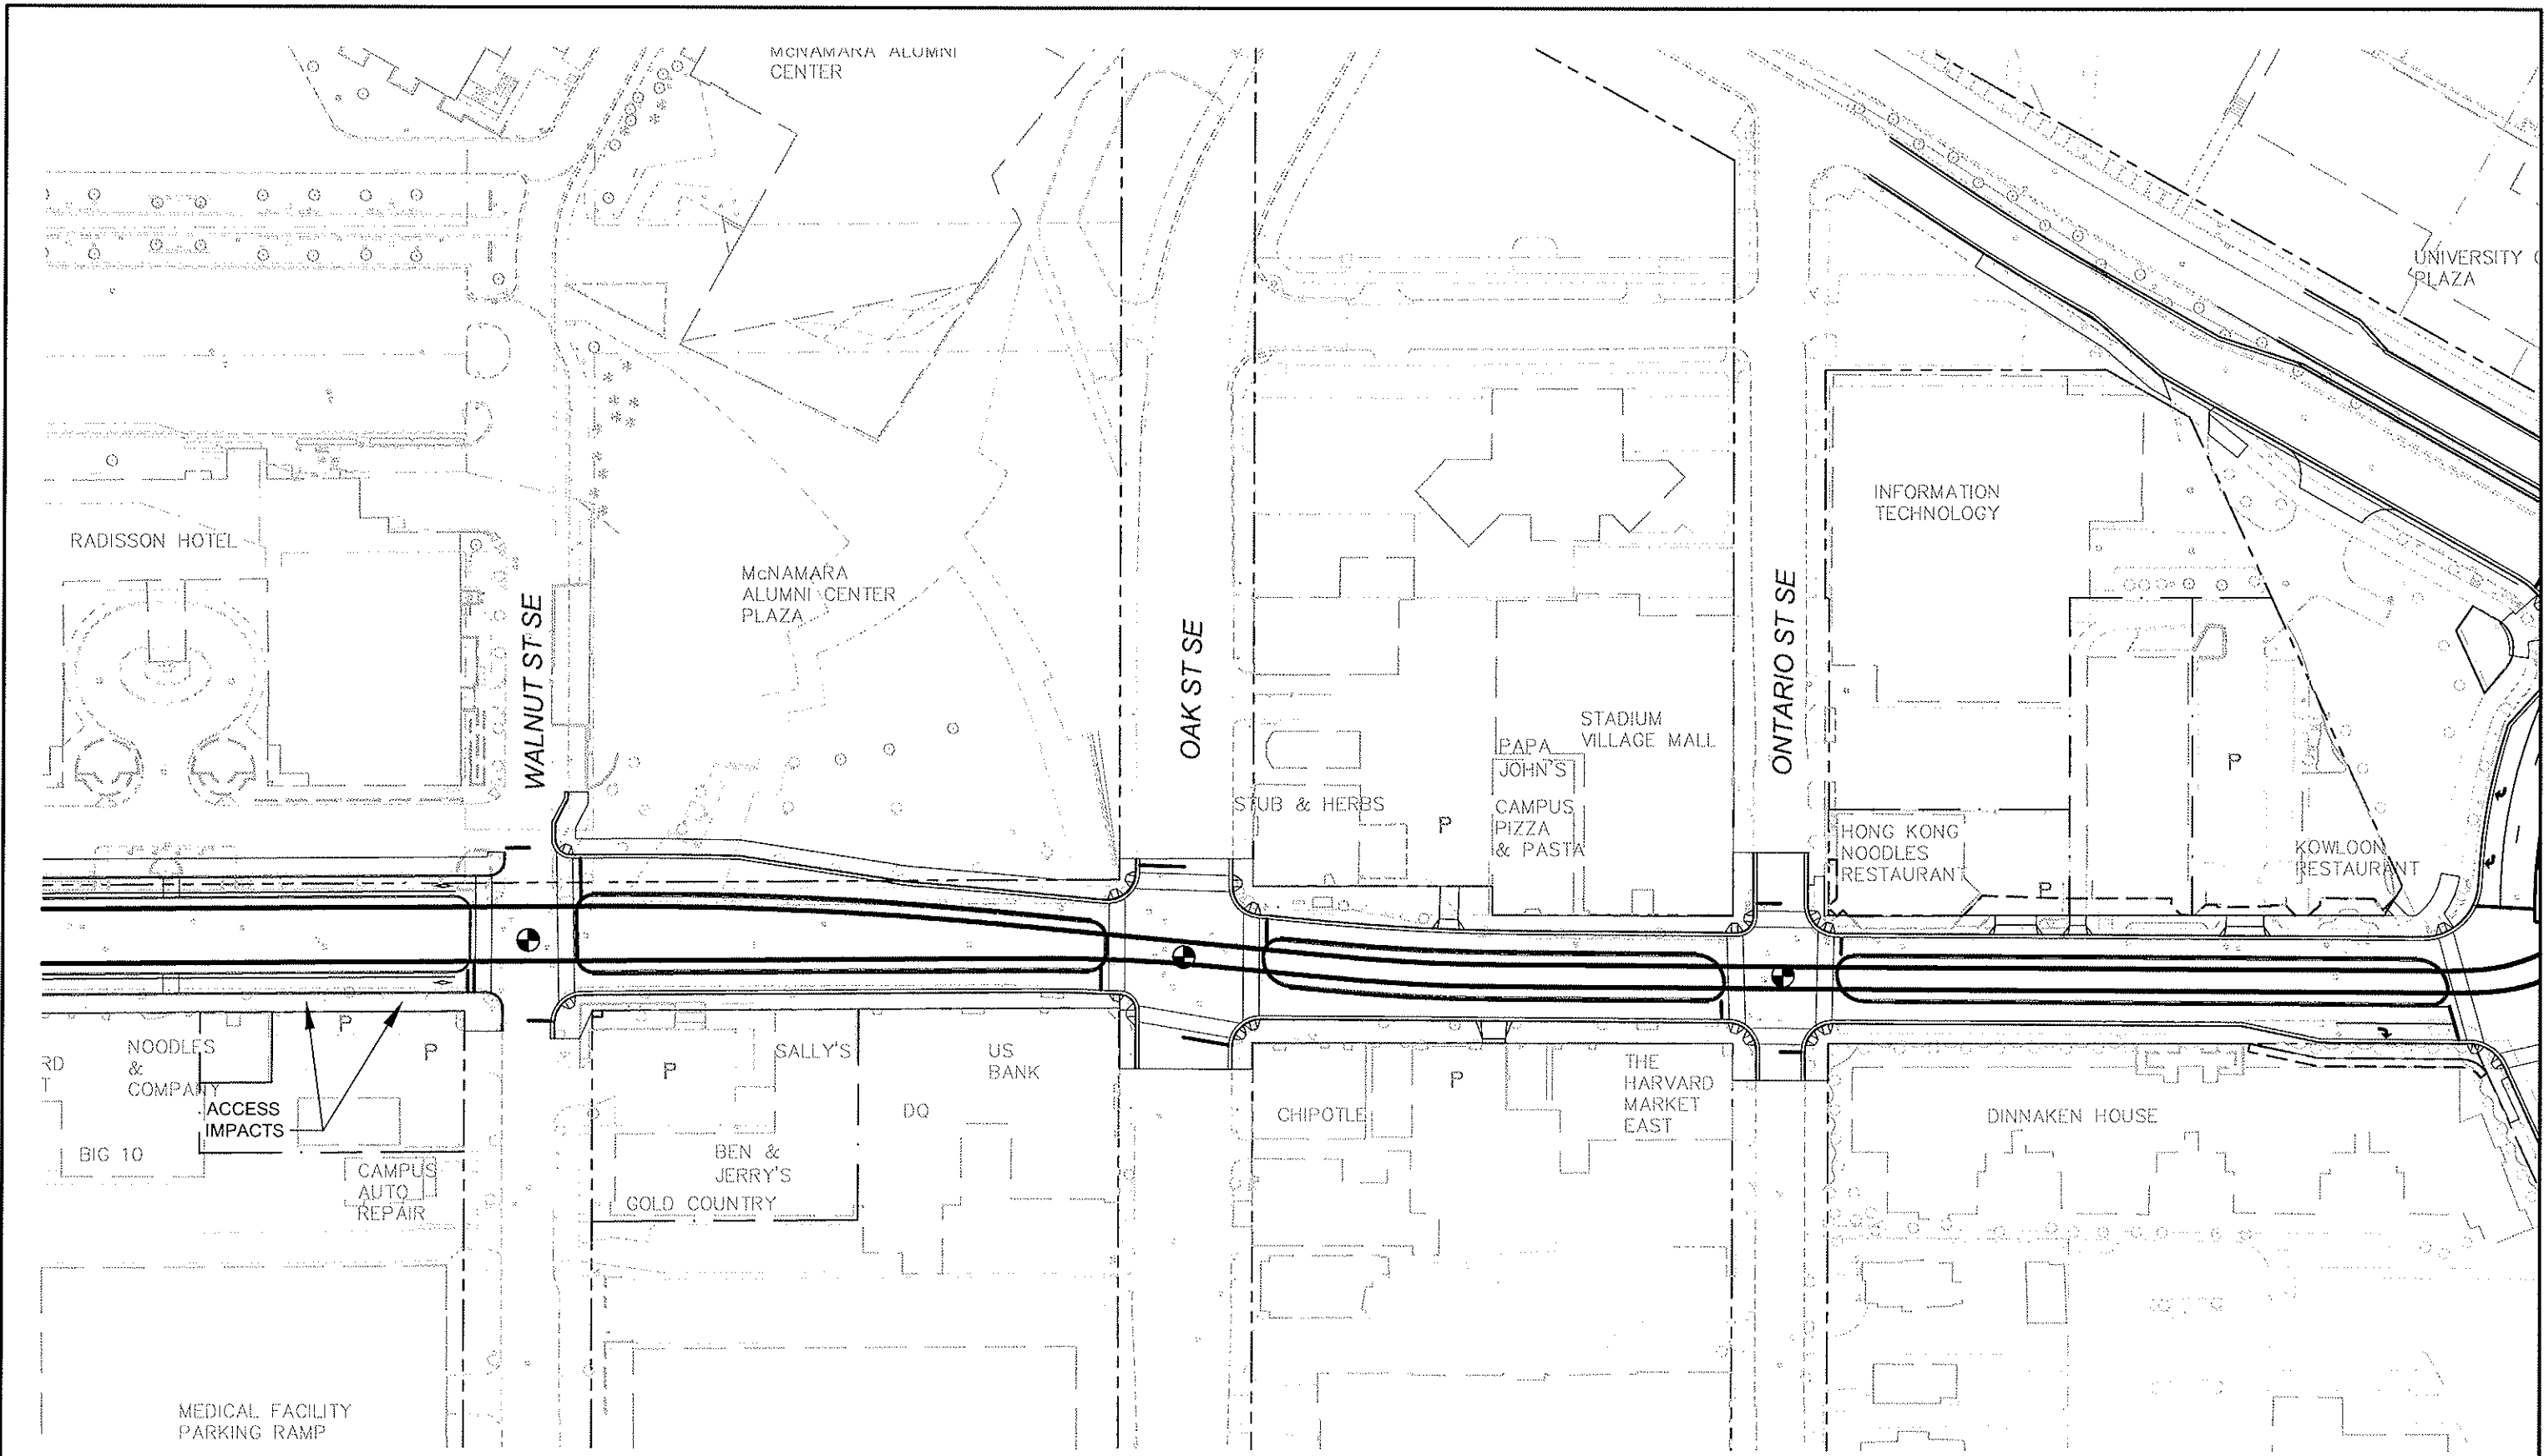 McNAMARA ALUMNI
CENTER
UNIVERSITY
PLAZA
RADISSON HOTEL
WALNUT ST SE
McNAMARA
ALUMNI CENTER
PLAZA
OAK ST SE
ONTARIO ST SE
INFORMATION
TECHNOLOGY
STADIUM
VILLAGE MALL
PAPA
JOHN'S
CAMPUS
PIZZA
& PASTA
STUB & HERBS
P
P
HONG KONG
NOODLES
RESTAURANT
P
KOWLOON
RESTAURANT
P
P
RD
T
NOODLES
&
COMPANY
ACCESS
IMPACTS
BIG 10
CAMPUS
AUTO
REPAIR
P
SALLY'S
US
BANK
DQ
BEN &
JERRY'S
GOLD COUNTRY
CHIPOTLE
P
THE
HARVARD
MARKET
EAST
DINNAKEN HOUSE
MEDICAL FACILITY
PARKING RAMP